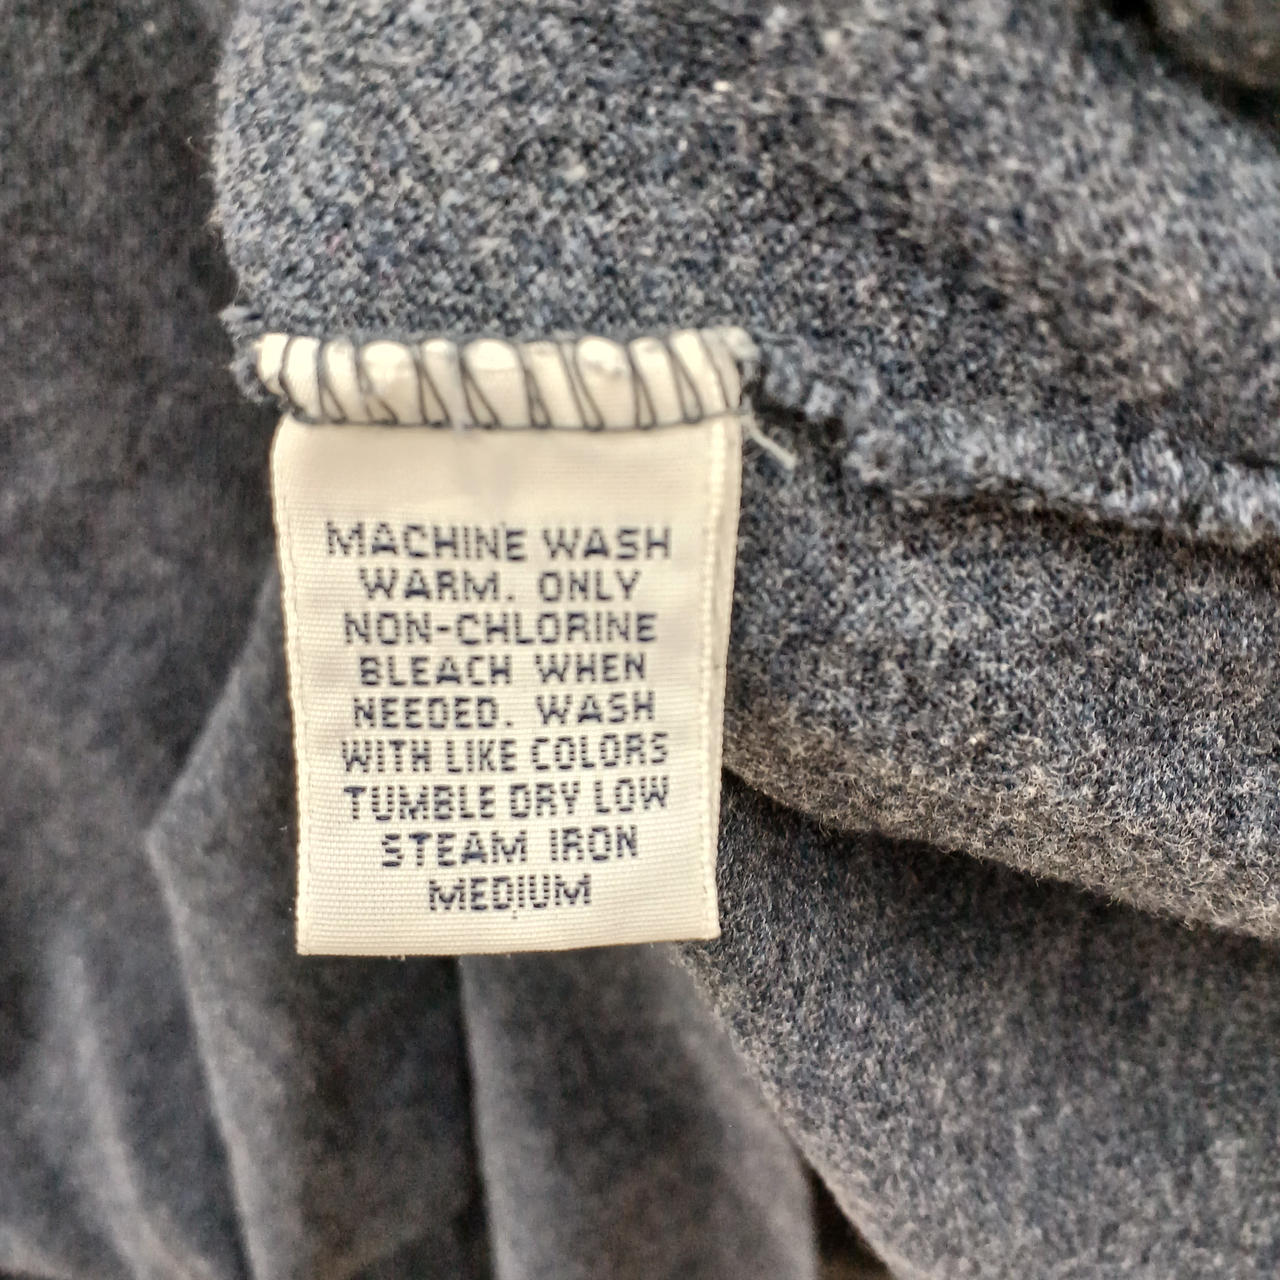 MACHINE WASH
WARM. ONLY
NON-CHLORINE
BLEACH WHEN
NEEDED. WASH
WITH LIKE COLORS
TUMBLE DRY LOW
STEAM IRON
MEDIUM